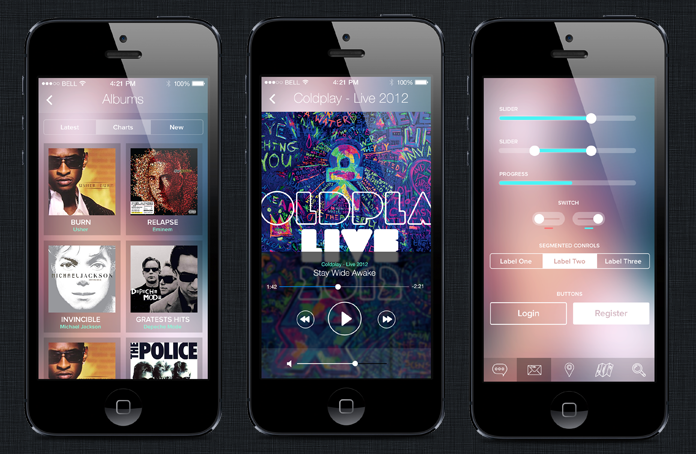 BELL
4:21 PM
100%
Albums
Latest
Charts
New
BURN
Usher
RELAPSE
Eminem
MICHAEL JACKSON
INVINCIBLE
Michael Jackson
DEPECHE MODE
GRATESTS HITS
Depeche Mode
THE POLICE
BELL
4:21 PM
100%
Coldplay - Live 2012
COLDPLA
LIVE
2012
Coldplay - Live 2012
Stay Wide Awake
1:42
-2:21
SLIDER
SLIDER
PROGRESS
SWITCH
SEGMENTED CONROLS
Label One
Label Two
Label Three
BUTTONS
Login
Register